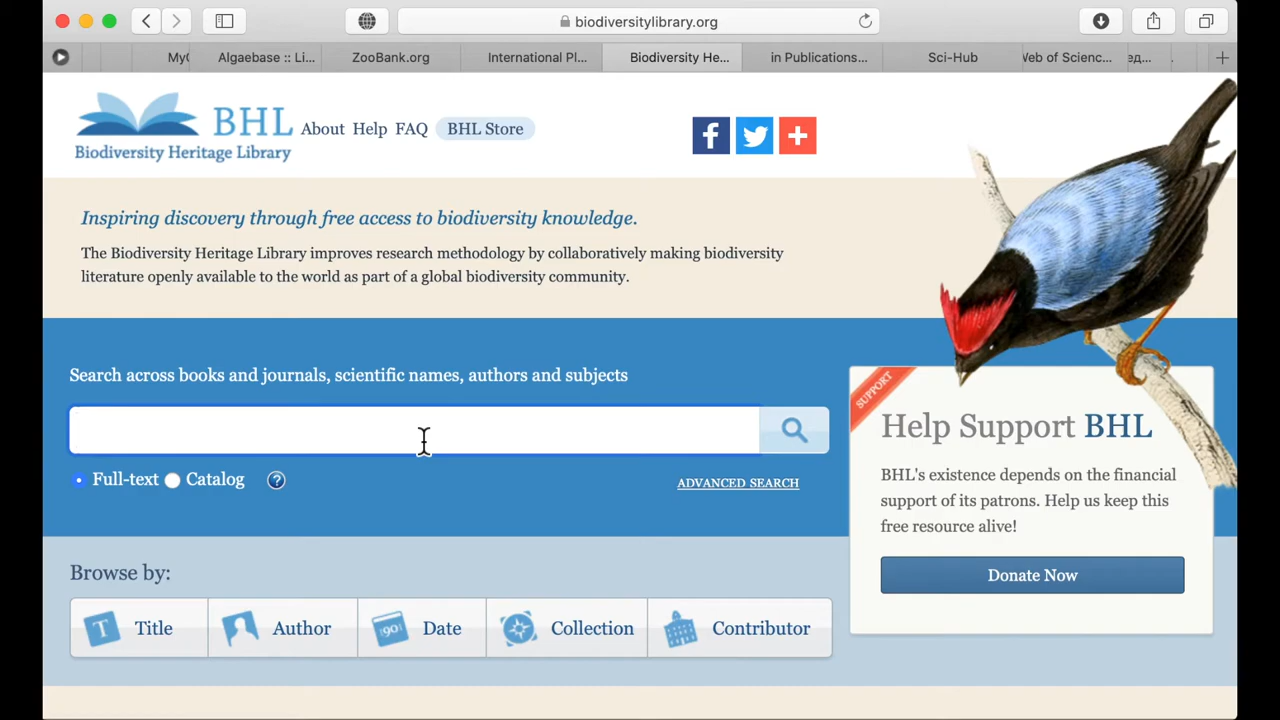 biodiversitylibrary.org
MyC
Algaebase :: Li...
ZooBank.org
International Pl...
Biodiversity He...
in Publications...
Sci-Hub
Web of Scienc...
ед...
BHL
Biodiversity Heritage Library
About Help FAQ BHL Store
Inspiring discovery through free access to biodiversity knowledge.
The Biodiversity Heritage Library improves research methodology by collaboratively making biodiversity
literature openly available to the world as part of a global biodiversity community.
Search across books and journals, scientific names, authors and subjects
Full-text Catalog ?
ADVANCED SEARCH
SUPPORT
Help Support BHL
BHL's existence depends on the financial
support of its patrons. Help us keep this
free resource alive!
Donate Now
Browse by:
T Title
Author
1901 Date
Collection
Contributor